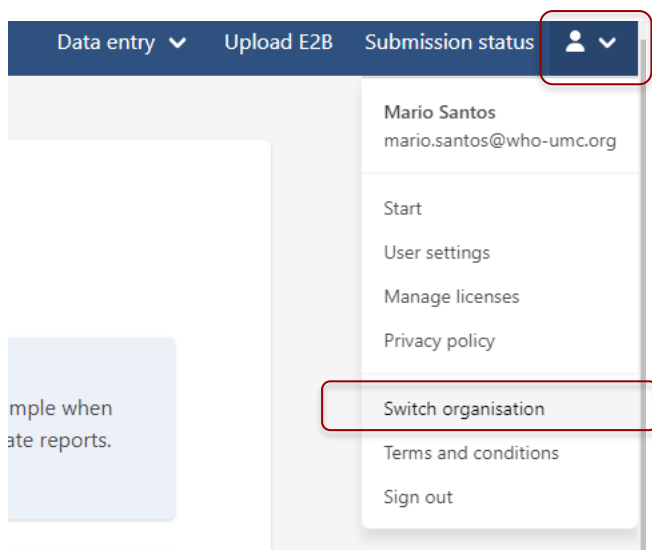 Data entry Upload E2B Submission status
Mario Santos
mario.santos@who-umc.org
Start
User settings
Manage licenses
Privacy policy
mple when
ate reports.
Switch organisation
Terms and conditions
Sign out